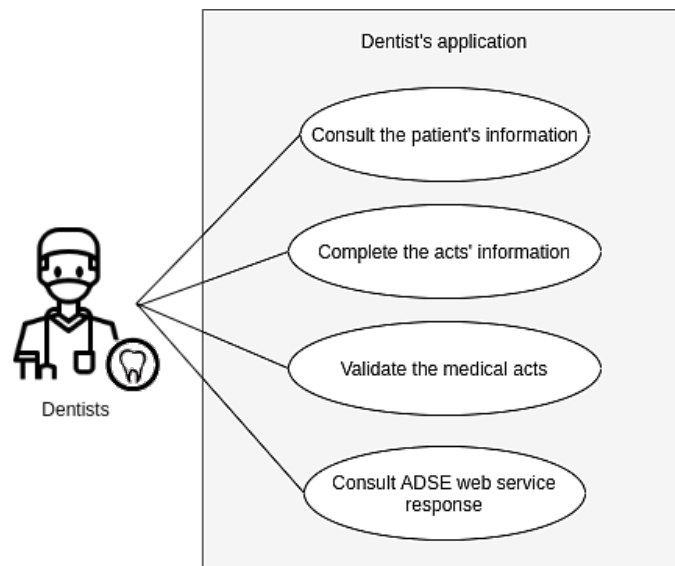 Dentist's application
Consult the patient's information
Complete the acts' information
Validate the medical acts
Dentists
Consult ADSE web service
response